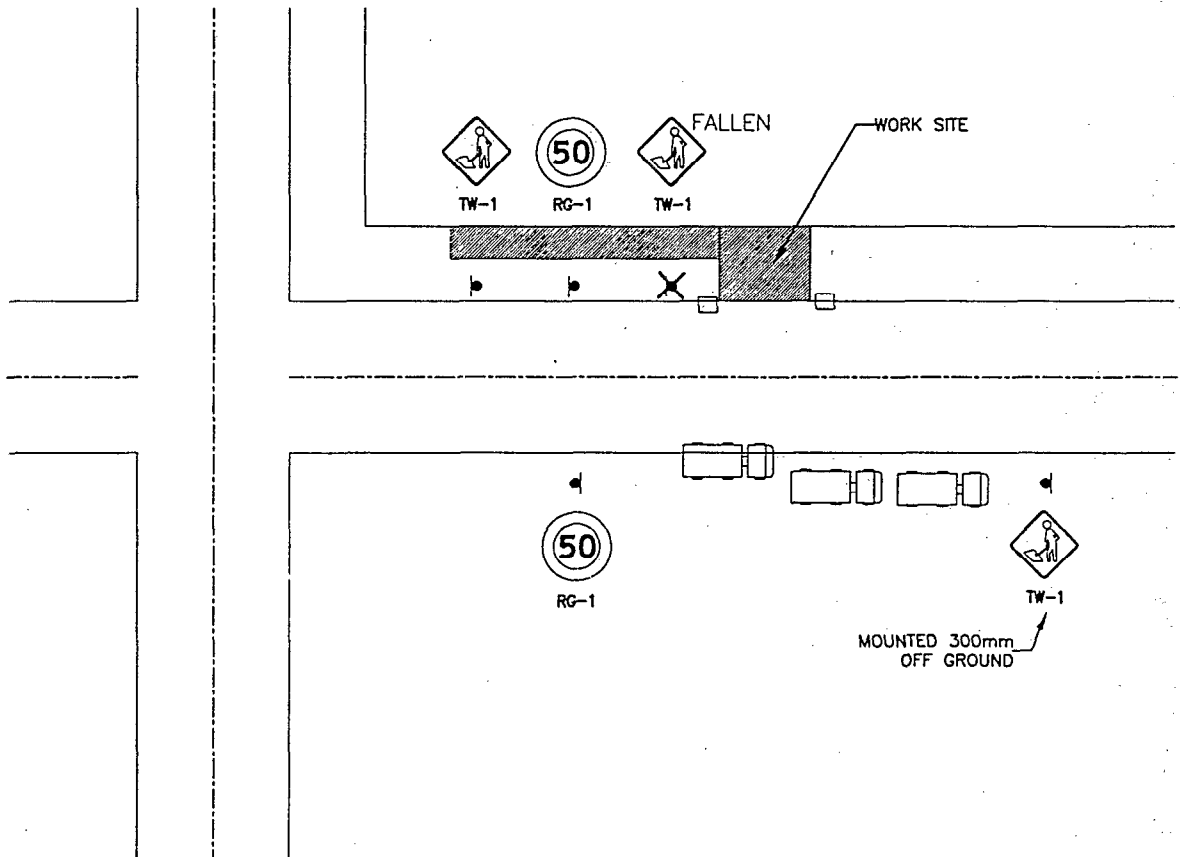 FALLEN
WORK SITE
50
TW-1
RG-1
TW-1
50
RG-1
TW-1
MOUNTED 300mm
OFF GROUND